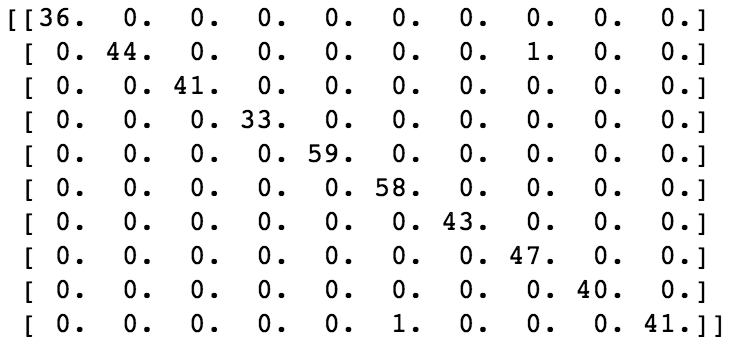 [[36.  0.  0.  0.  0.  0.  0.  0.  0.  0.]
 [ 0. 44.  0.  0.  0.  0.  0.  1.  0.  0.]
 [ 0.  0. 41.  0.  0.  0.  0.  0.  0.  0.]
 [ 0.  0.  0. 33.  0.  0.  0.  0.  0.  0.]
 [ 0.  0.  0.  0. 59.  0.  0.  0.  0.  0.]
 [ 0.  0.  0.  0.  0. 58.  0.  0.  0.  0.]
 [ 0.  0.  0.  0.  0.  0. 43.  0.  0.  0.]
 [ 0.  0.  0.  0.  0.  0.  0. 47.  0.  0.]
 [ 0.  0.  0.  0.  0.  0.  0.  0. 40.  0.]
 [ 0.  0.  0.  0.  0.  1.  0.  0.  0. 41.]]